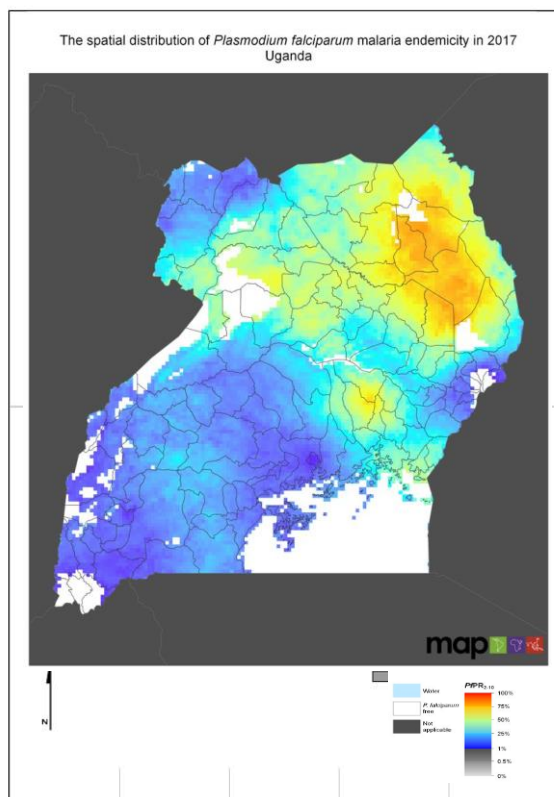 The spatial distribution of Plasmodium falciparum malaria endemicity in 2017
Uganda
map
Water
P. falciparum
free
Not
applicable
PfPR2-10
100%
75%
50%
25%
1%
0.5%
0%
N